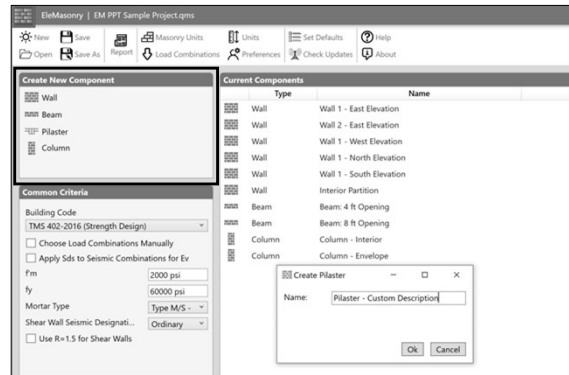 EleMasonry | EM PPT Sample Project.qms
New Save Report Masonry Units Units Set Defaults Help
Open Save As Load Combinations Preferences Check Updates About
Create New Component
Wall
Beam
Pilaster
Column
Common Criteria
Building Code
TMS 402-2016 (Strength Design)
Choose Load Combinations Manually
Apply Sds to Seismic Combinations for Ev
f'm 2000 psi
fy 60000 psi
Mortar Type Type M/S -
Shear Wall Seismic Designati... Ordinary
Use R=1.5 for Shear Walls
Current Components
Type Name
Wall Wall 1 - East Elevation
Wall Wall 2 - East Elevation
Wall Wall 1 - West Elevation
Wall Wall 1 - North Elevation
Wall Wall 1 - South Elevation
Wall Interior Partition
Beam Beam: 4 ft Opening
Beam Beam: 8 ft Opening
Column Column - Interior
Column Column - Envelope
Create Pilaster
Name: Pilaster - Custom Description
Ok Cancel